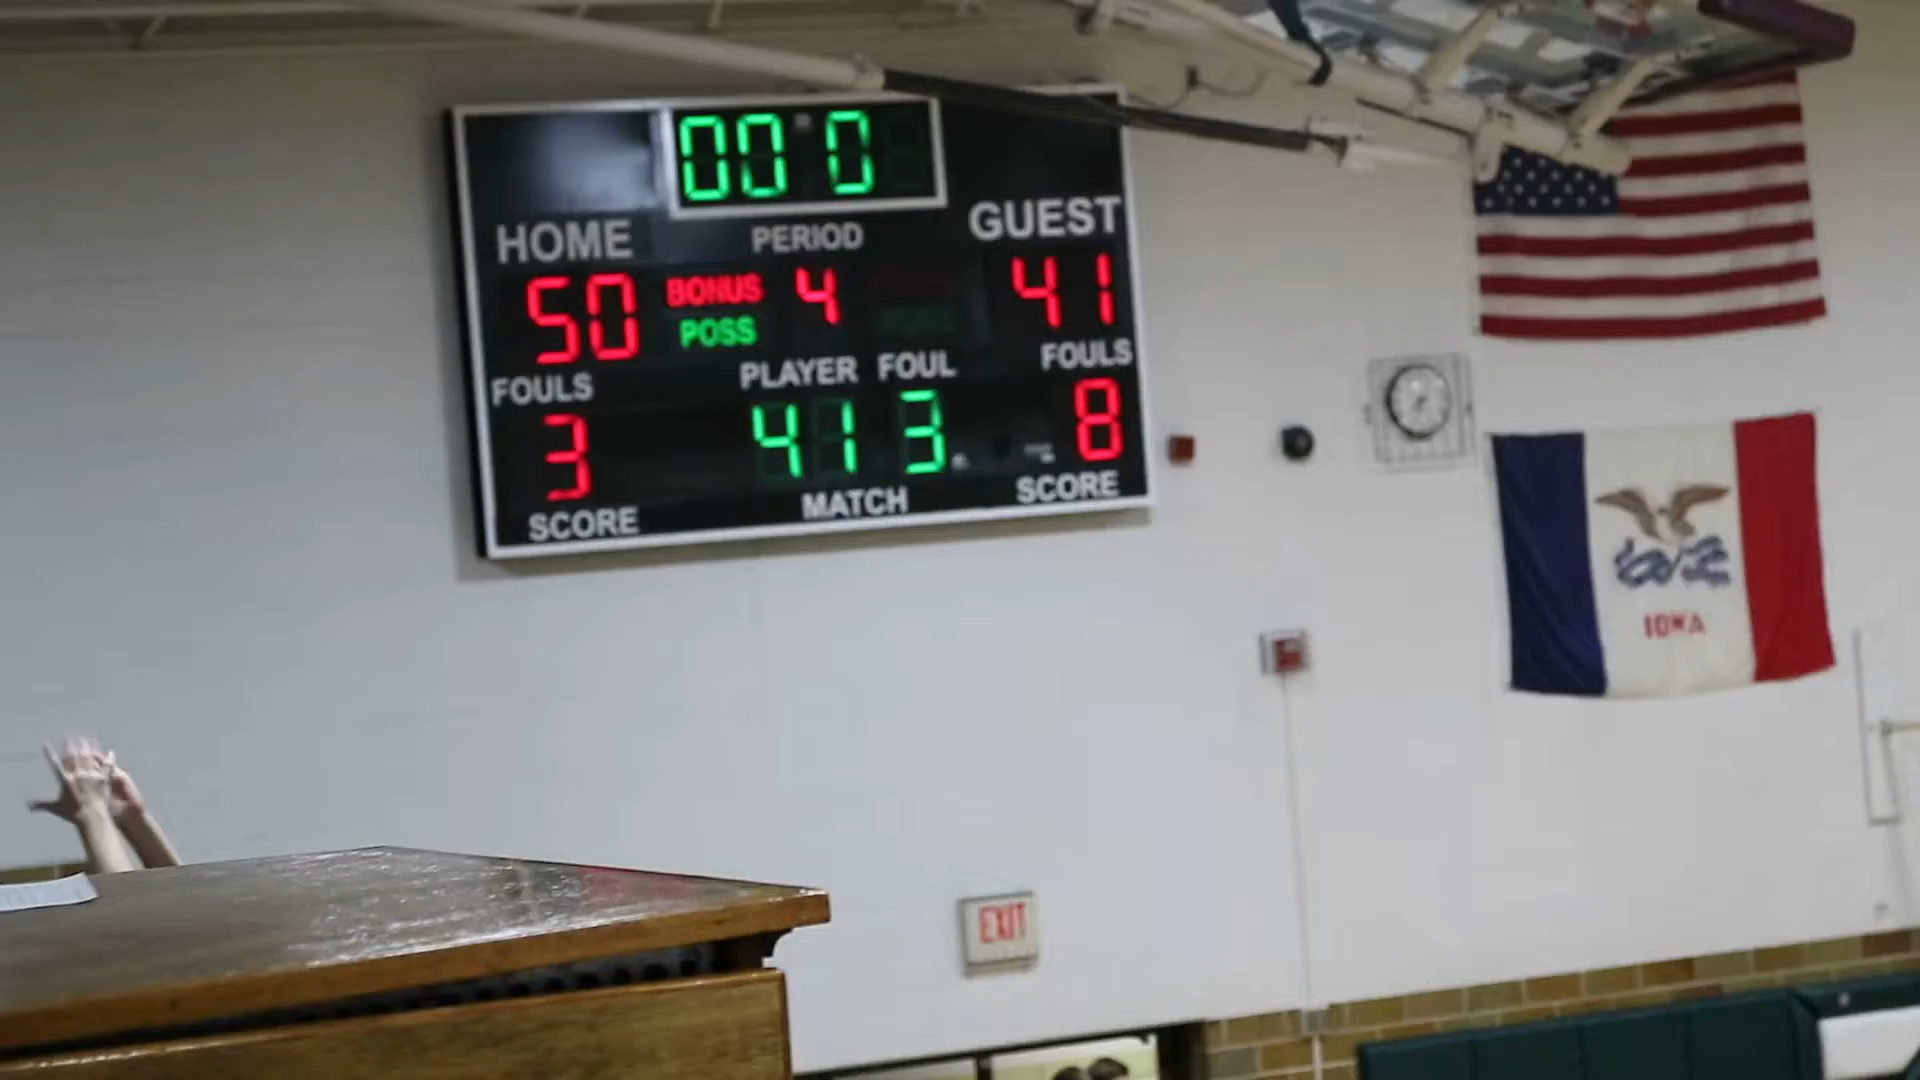 00 0
HOME PERIOD GUEST
50 BONUS 4 41
POSS
FOULS PLAYER FOUL FOULS
3 41 3 8
SCORE MATCH SCORE
IOWA
EXIT